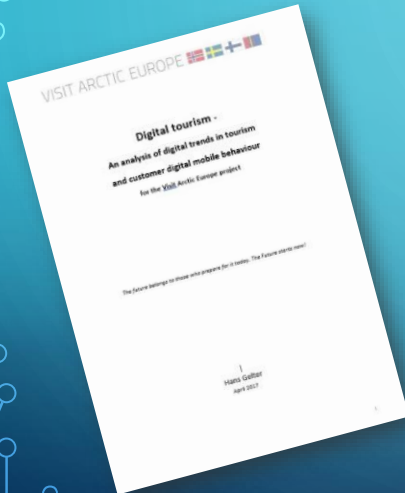 VISIT ARCTIC EUROPE
Digital tourism -
An analysis of digital trends in tourism
and customer digital mobile behaviour
for the Visit Arctic Europe project
The future belongs to those who prepare for it today. The Future starts now!
Hans Gelter
April 2017